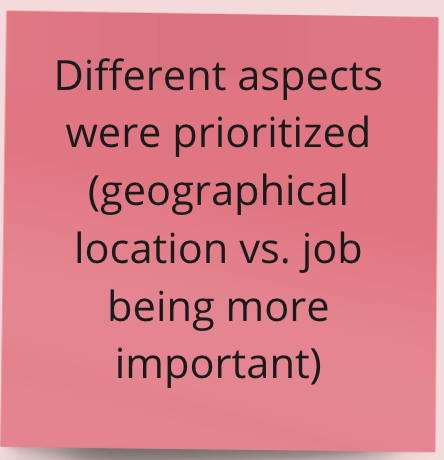 Different aspects
were prioritized
(geographical
location vs. job
being more
important)